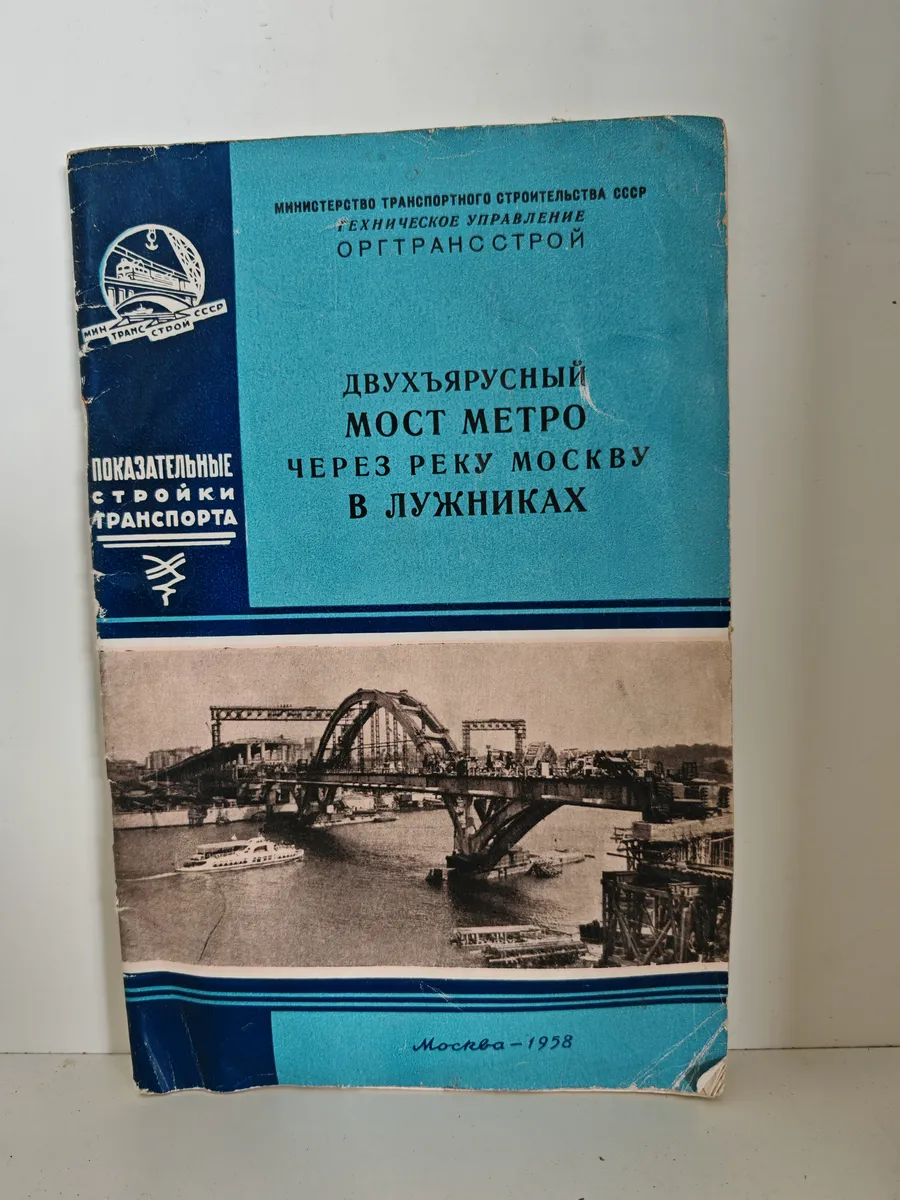 МИНИСТЕРСТВО ТРАНСПОРТНОГО СТРОИТЕЛЬСТВА СССР
ТЕХНИЧЕСКОЕ УПРАВЛЕНИЕ
ОРГТРАНССТРОЙ
МИН ТРАНС СТРОЙ СССР
ДВУХЪЯРУСНЫЙ
МОСТ МЕТРО
ЧЕРЕЗ РЕКУ МОСКВУ
В ЛУЖНИКАХ
ПОКАЗАТЕЛЬНЫЕ
СТРОЙКИ
ТРАНСПОРТА
Москва – 1958